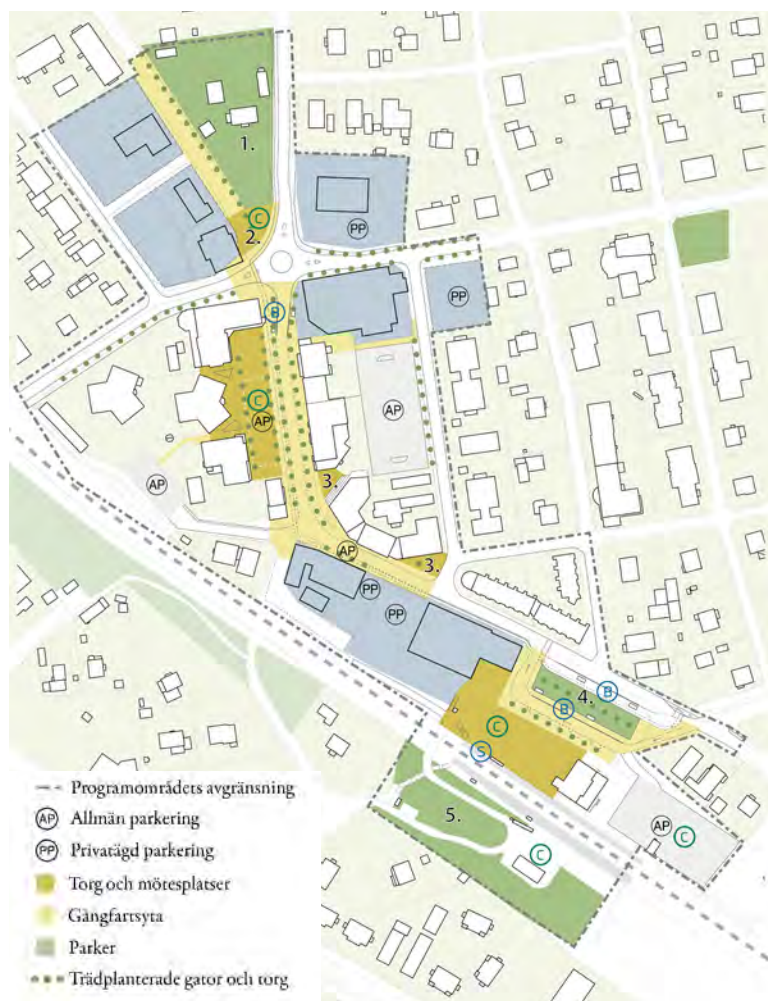 1.
C
2.
PP
B
PP
C
AP
AP
3.
AP
AP
3.
PP
PP
4.
B
B
C
S
5.
C
AP
C
Programområdets avgränsning
AP Allmän parkering
PP Privatägd parkering
Torg och mötesplatser
Gångfartsyta
Parker
Trädplanterade gator och torg